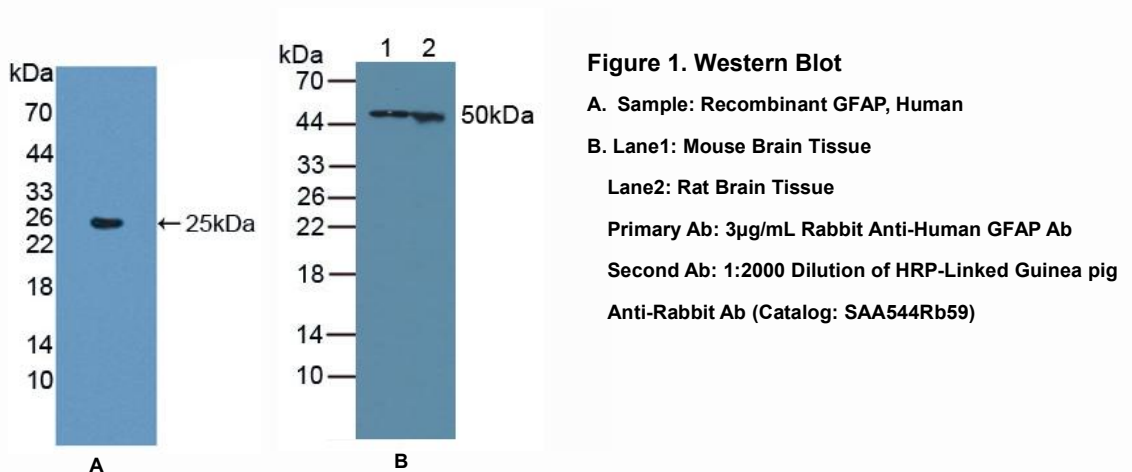 kDa
70
44
33
26
22
18
14
10
←25kDa
A
kDa
1 2
70
44
33
26
22
18
14
10
50kDa
B
Figure 1. Western Blot
A. Sample: Recombinant GFAP, Human
B. Lane1: Mouse Brain Tissue
Lane2: Rat Brain Tissue
Primary Ab: 3μg/mL Rabbit Anti-Human GFAP Ab
Second Ab: 1:2000 Dilution of HRP-Linked Guinea pig
Anti-Rabbit Ab (Catalog: SAA544Rb59)